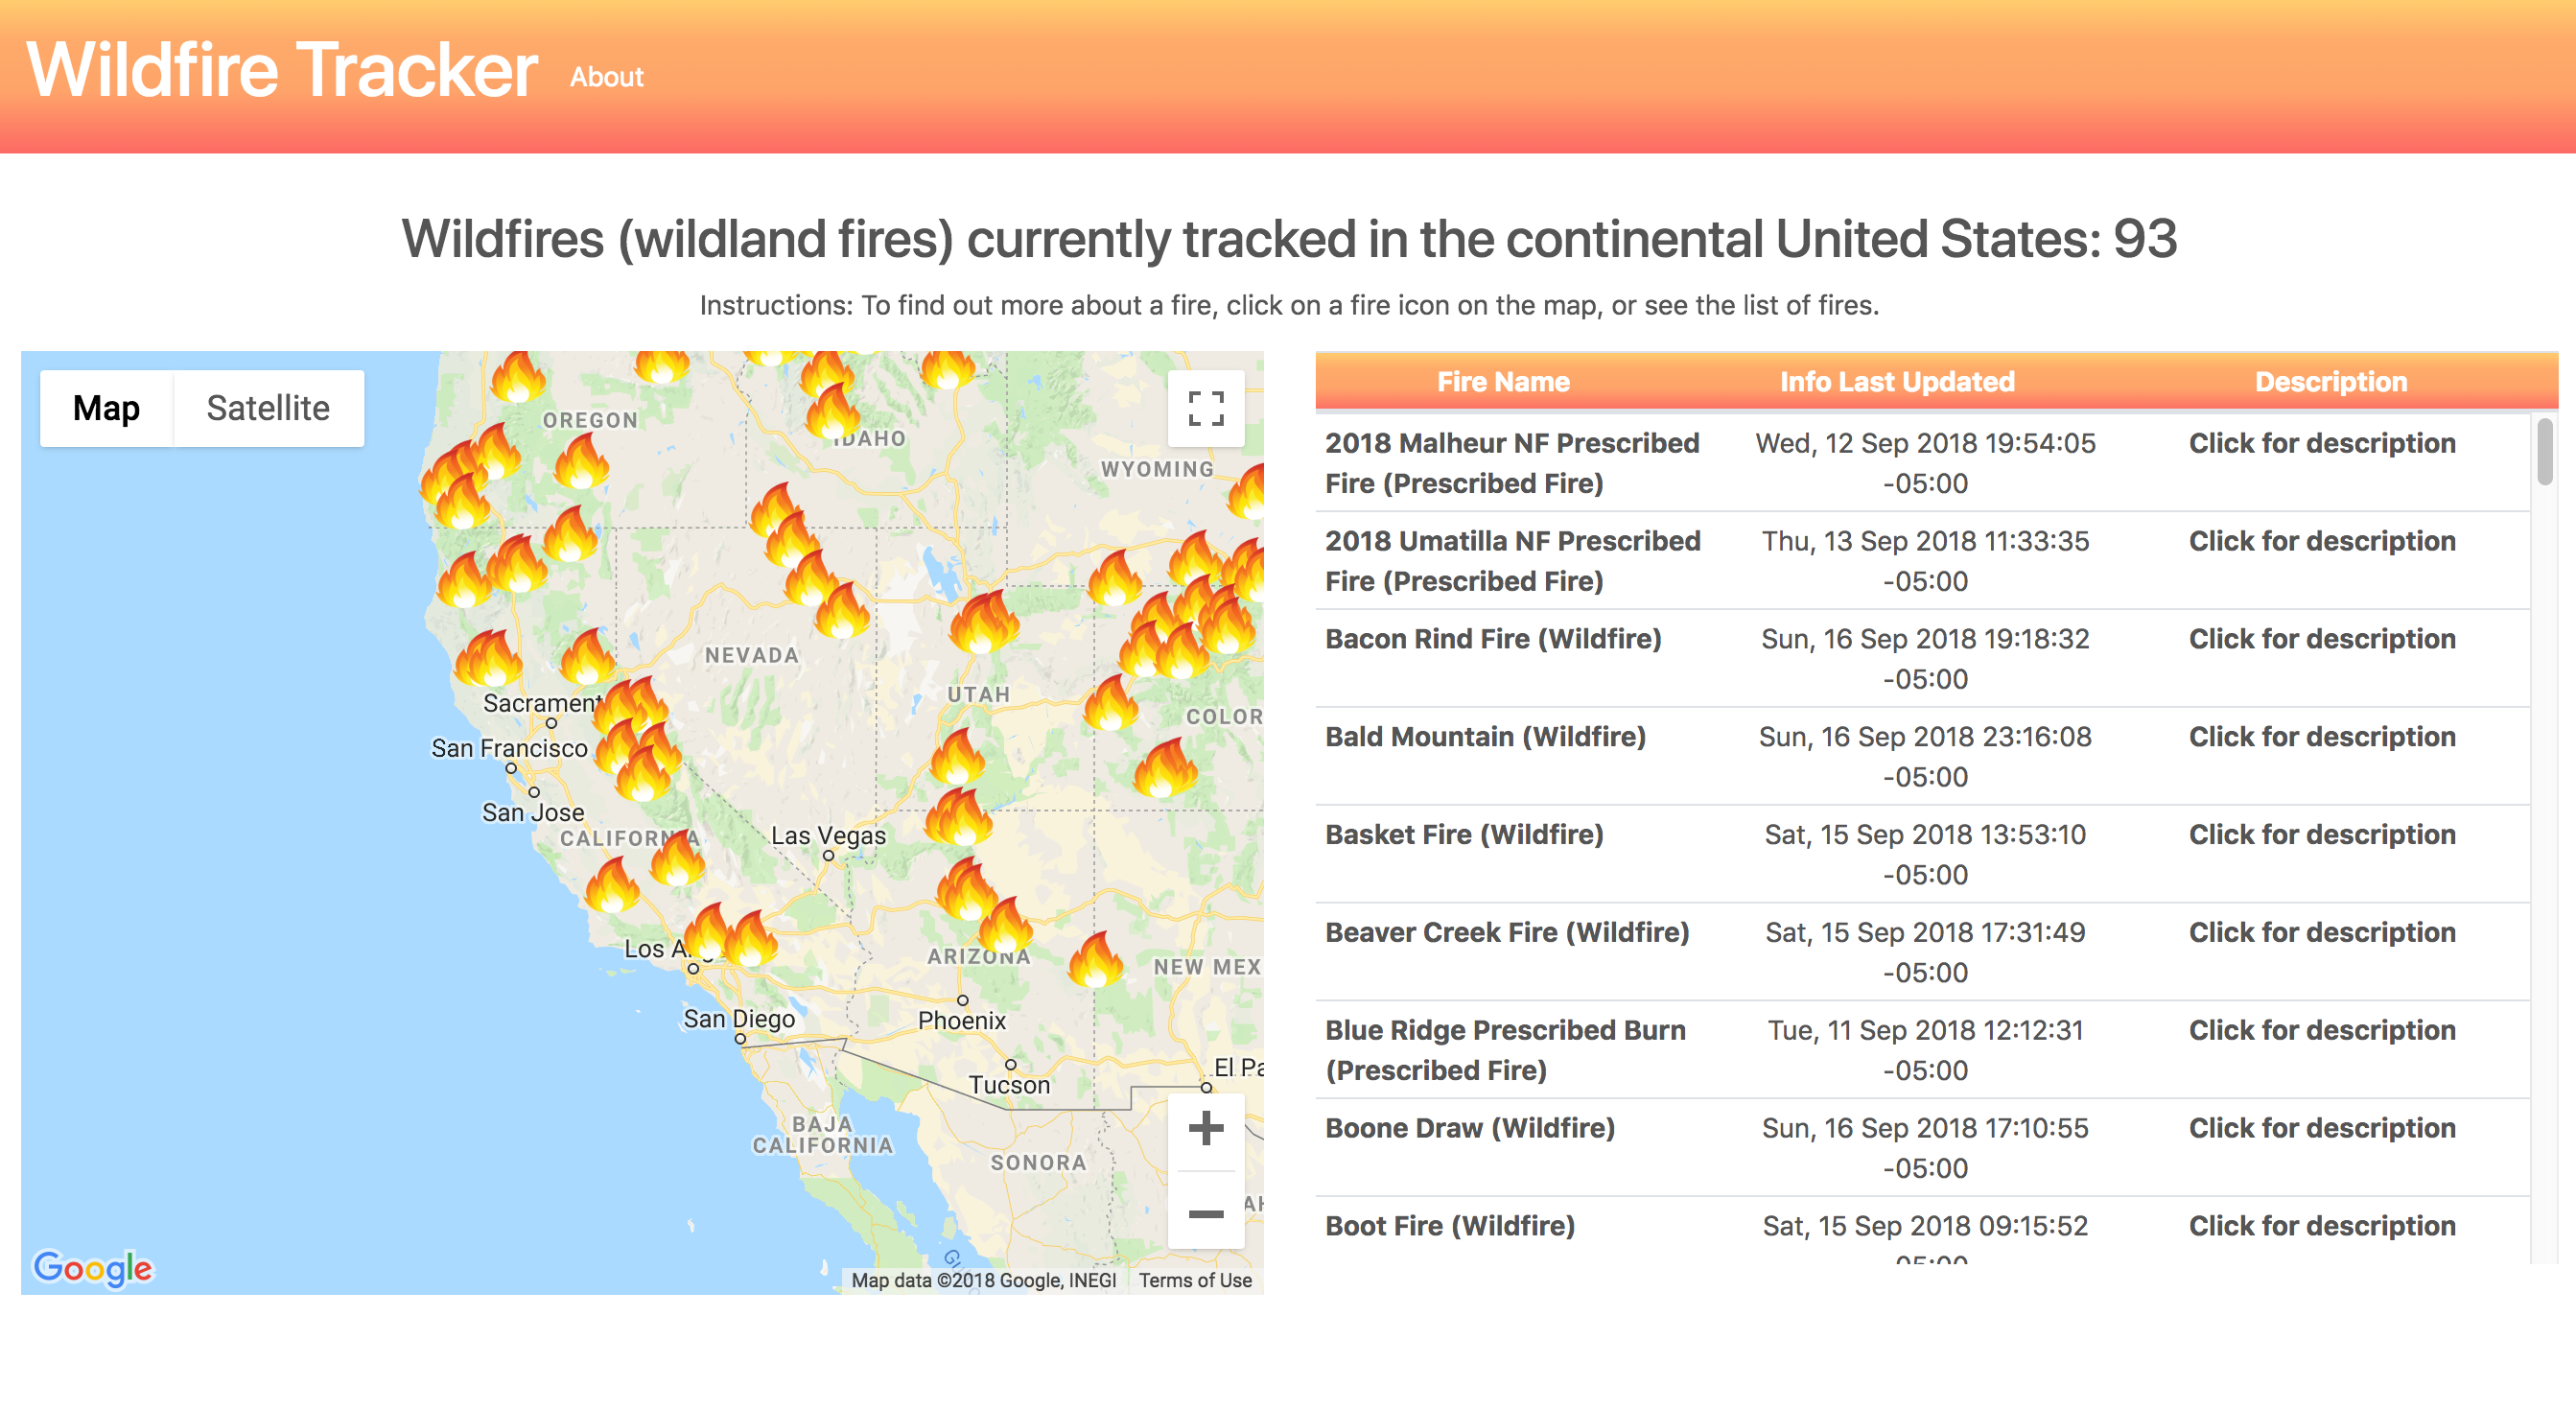 Wildfire Tracker About
Wildfires (wildland fires) currently tracked in the continental United States: 93
Instructions: To find out more about a fire, click on a fire icon on the map, or see the list of fires.
Map Satellite
OREGON
IDAHO
WYOMING
NEVADA
Sacrament
UTAH
COLOR
San Francisco
San Jose
CALIFORNIA
Las Vegas
Los A
ARIZONA
NEW MEX
San Diego
Phoenix
El Pa
Tucson
BAJA
CALIFORNIA
SONORA
Google
Map data ©2018 Google, INEGI Terms of Use
Fire Name Info Last Updated Description
2018 Malheur NF Prescribed Wed, 12 Sep 2018 19:54:05 Click for description
Fire (Prescribed Fire) -05:00
2018 Umatilla NF Prescribed Thu, 13 Sep 2018 11:33:35 Click for description
Fire (Prescribed Fire) -05:00
Bacon Rind Fire (Wildfire) Sun, 16 Sep 2018 19:18:32 Click for description
-05:00
Bald Mountain (Wildfire) Sun, 16 Sep 2018 23:16:08 Click for description
-05:00
Basket Fire (Wildfire) Sat, 15 Sep 2018 13:53:10 Click for description
-05:00
Beaver Creek Fire (Wildfire) Sat, 15 Sep 2018 17:31:49 Click for description
-05:00
Blue Ridge Prescribed Burn Tue, 11 Sep 2018 12:12:31 Click for description
(Prescribed Fire) -05:00
Boone Draw (Wildfire) Sun, 16 Sep 2018 17:10:55 Click for description
-05:00
Boot Fire (Wildfire) Sat, 15 Sep 2018 09:15:52 Click for description
-05:00